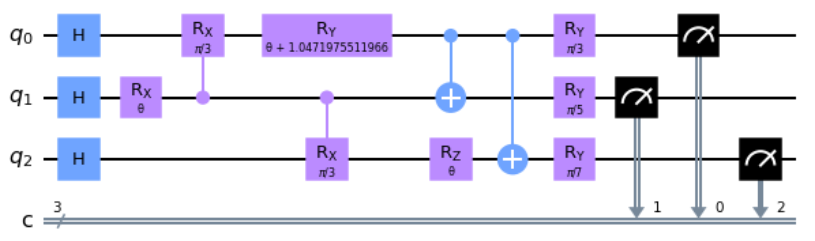 q0 H RX π/3 RY θ + 1.0471975511966 RY π/3
q1 H RX θ RY π/5
q2 H RX π/3 RZ θ RY π/7
c 3 1 0 2